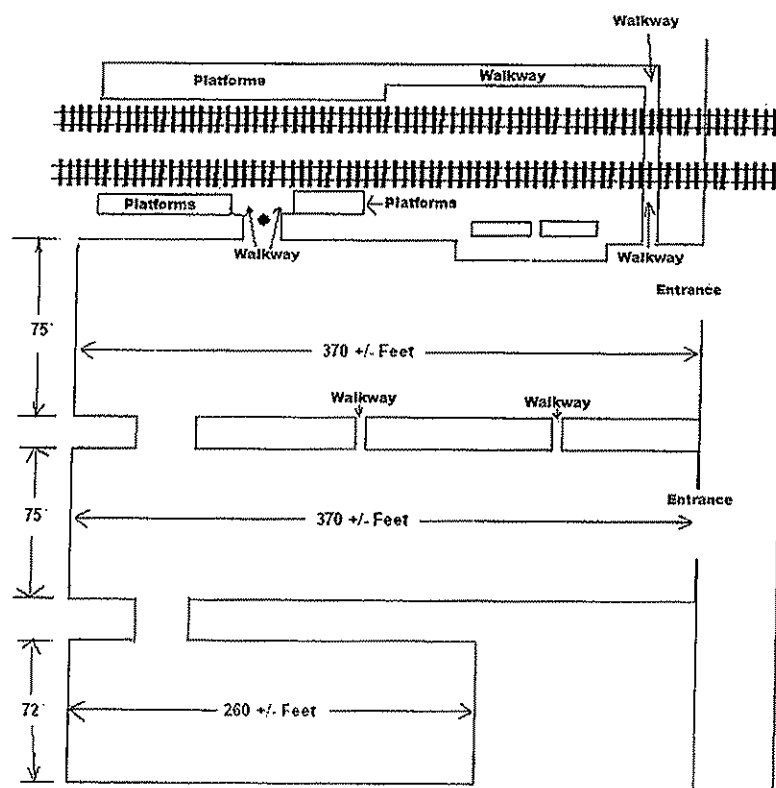 Walkway
Platforms
Walkway
Platforms
Platforms
Walkway
Walkway
Entrance
75'
370 +/- Feet
Walkway
Walkway
Entrance
75'
370 +/- Feet
72'
260 +/- Feet